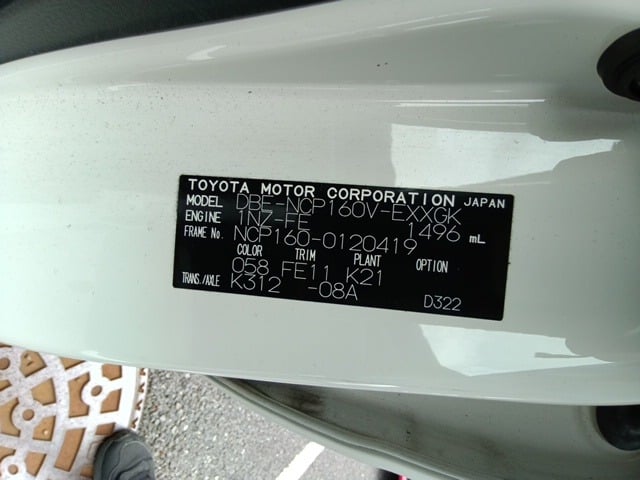 TOYOTA MOTOR CORPORATION JAPAN
MODEL DBE-NCP160V-EXXGK
ENGINE 1NZ-FE 1496 mL
FRAME No. NCP160-0120419
COLOR TRIM PLANT OPTION
058 FE11 K21
TRANS./AXLE K312 -08A
D322